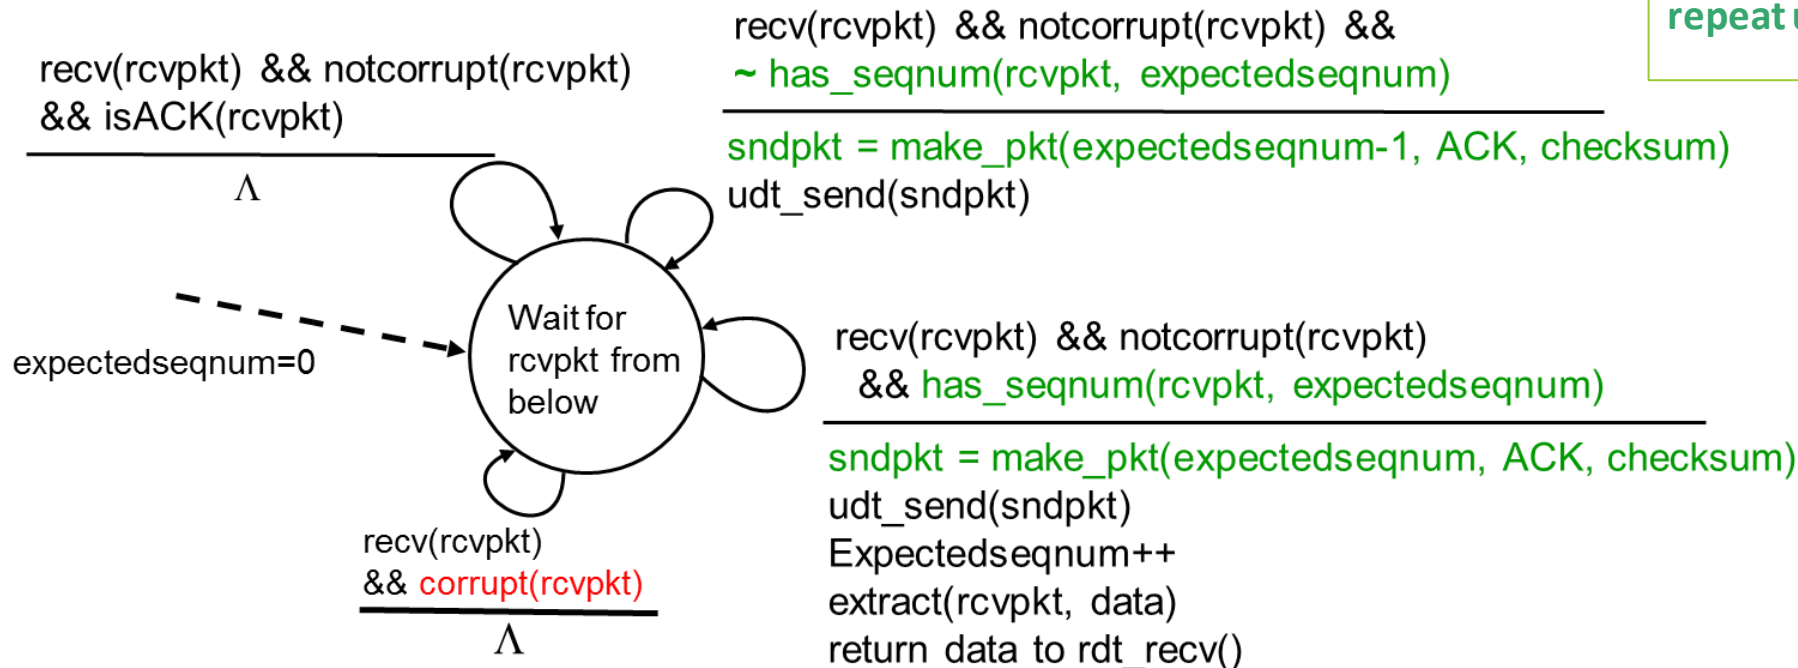 recv(rcvpkt) && notcorrupt(rcvpkt)
&& isACK(rcvpkt)
Λ
recv(rcvpkt) && notcorrupt(rcvpkt) &&
~ has_seqnum(rcvpkt, expectedseqnum)
sndpkt = make_pkt(expectedseqnum-1, ACK, checksum)
udt_send(sndpkt)
repeat
expectedseqnum=0
Wait for
rcvpkt from
below
recv(rcvpkt) && notcorrupt(rcvpkt)
&& has_seqnum(rcvpkt, expectedseqnum)
sndpkt = make_pkt(expectedseqnum, ACK, checksum)
udt_send(sndpkt)
Expectedseqnum++
extract(rcvpkt, data)
return data to rdt_recv()
recv(rcvpkt)
&& corrupt(rcvpkt)
Λ